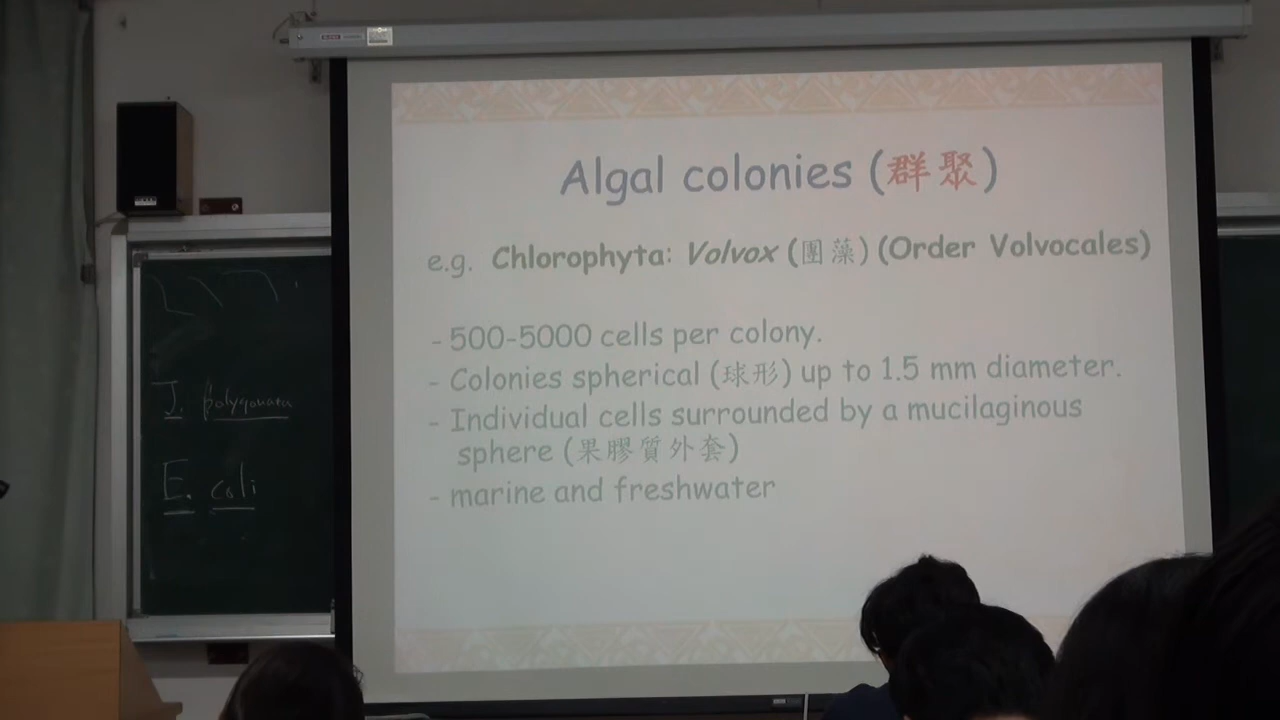 Algal colonies (群聚)
e.g. Chlorophyta: Volvox (團藻) (Order Volvocales)
- 500-5000 cells per colony.
- Colonies spherical (球形) up to 1.5 mm diameter.
- Individual cells surrounded by a mucilaginous
sphere (果膠質外套)
- marine and freshwater
J.
E. coli